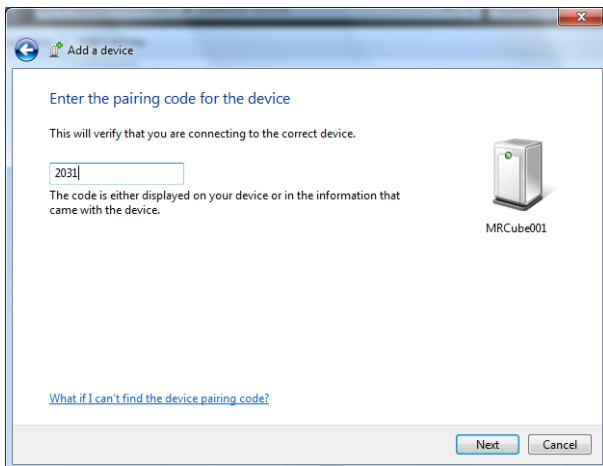 Add a device
Enter the pairing code for the device
This will verify that you are connecting to the correct device.
2031
The code is either displayed on your device or in the information that
came with the device.
MRCube001
What if I can't find the device pairing code?
Next
Cancel